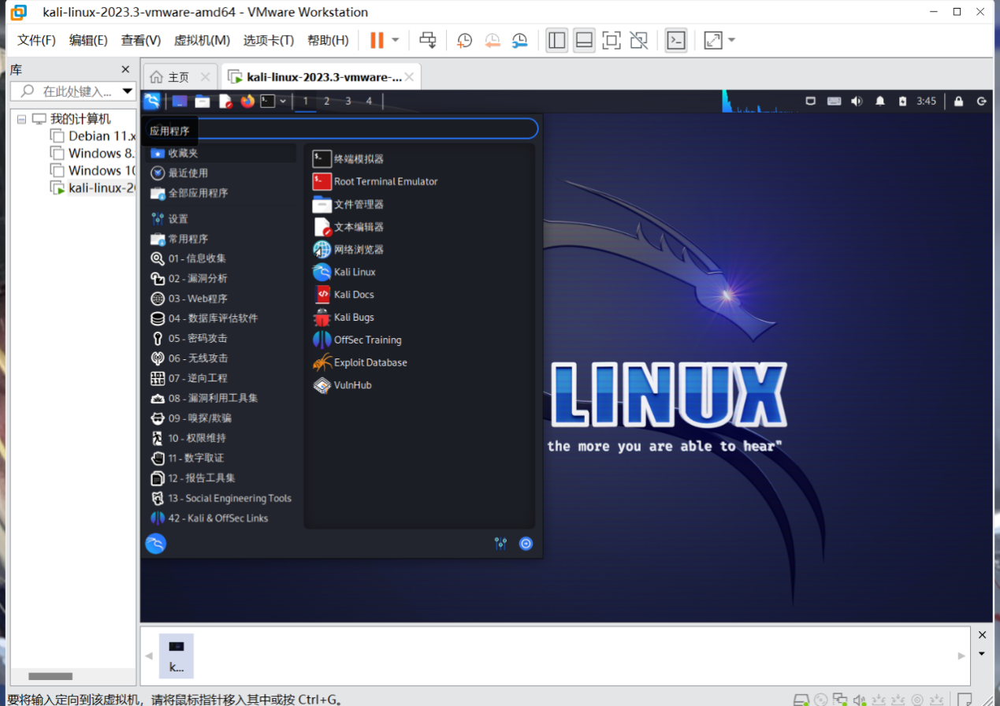 kali-linux-2023.3-vmware-amd64 - VMware Workstation
文件(F) 编辑(E) 查看(V) 虚拟机(M) 选项卡(T) 帮助(H)
库
在此处键入...
我的计算机
Debian 11.x
Windows 8.
Windows 10
kali-linux-20
主页
kali-linux-2023.3-vmware-...
1 2 3 4
3:45
应用程序
收藏夹
最近使用
全部应用程序
设置
常用程序
01 - 信息收集
02 - 漏洞分析
03 - Web程序
04 - 数据库评估软件
05 - 密码攻击
06 - 无线攻击
07 - 逆向工程
08 - 漏洞利用工具集
09 - 嗅探/欺骗
10 - 权限维持
11 - 数字取证
12 - 报告工具集
13 - Social Engineering Tools
42 - Kali & OffSec Links
终端模拟器
Root Terminal Emulator
文件管理器
文本编辑器
网络浏览器
Kali Linux
Kali Docs
Kali Bugs
OffSec Training
Exploit Database
VulnHub
LINUX
the more you are able to hear"
k...
要将输入定向到该虚拟机，请将鼠标指针移入其中或按 Ctrl+G。